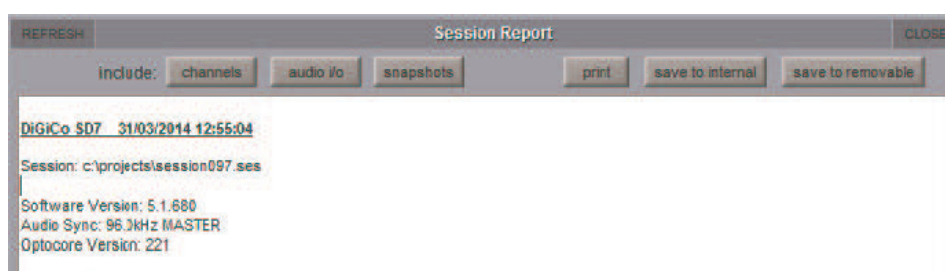 REFRESH Session Report CLOSE
include: channels audio i/o snapshots print save to internal save to removable
DiGiCo SD7 31/03/2014 12:55:04
Session: c:\projects\session097.ses
Software Version: 5.1.680
Audio Sync: 96.0kHz MASTER
Optocore Version: 221